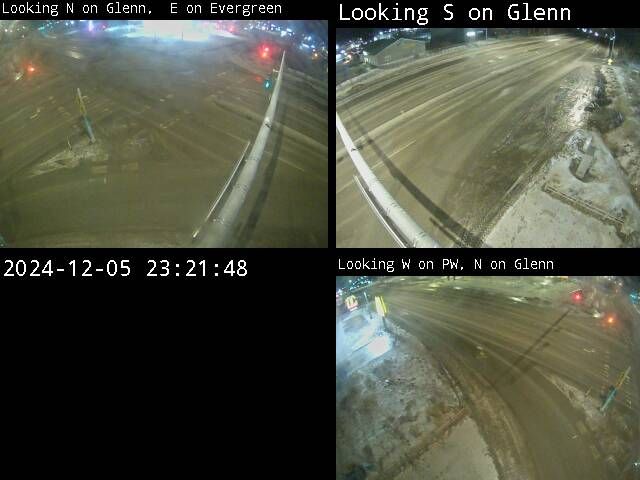 Looking N on Glenn,  E on Evergreen
Looking S on Glenn
2024-12-05 23:21:48
Looking W on PW, N on Glenn